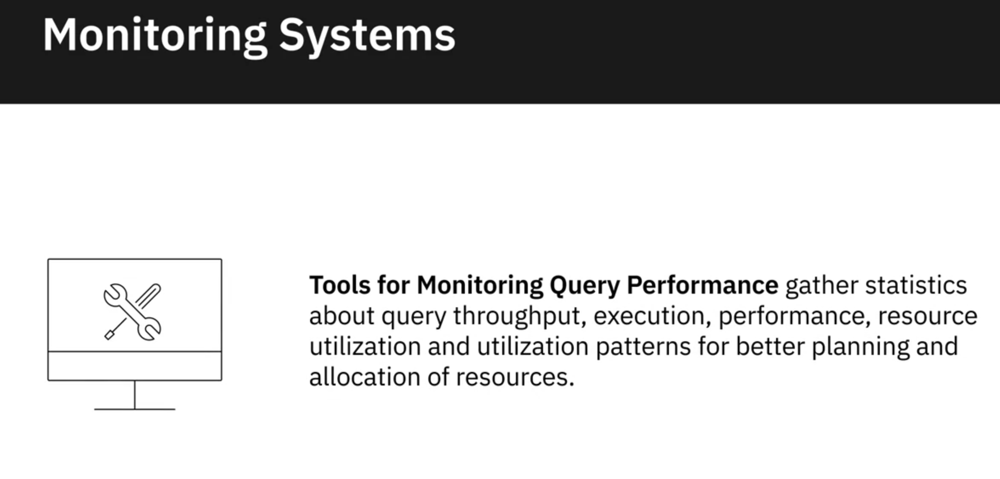 Monitoring Systems
Tools for Monitoring Query Performance gather statistics
about query throughput, execution, performance, resource
utilization and utilization patterns for better planning and
allocation of resources.